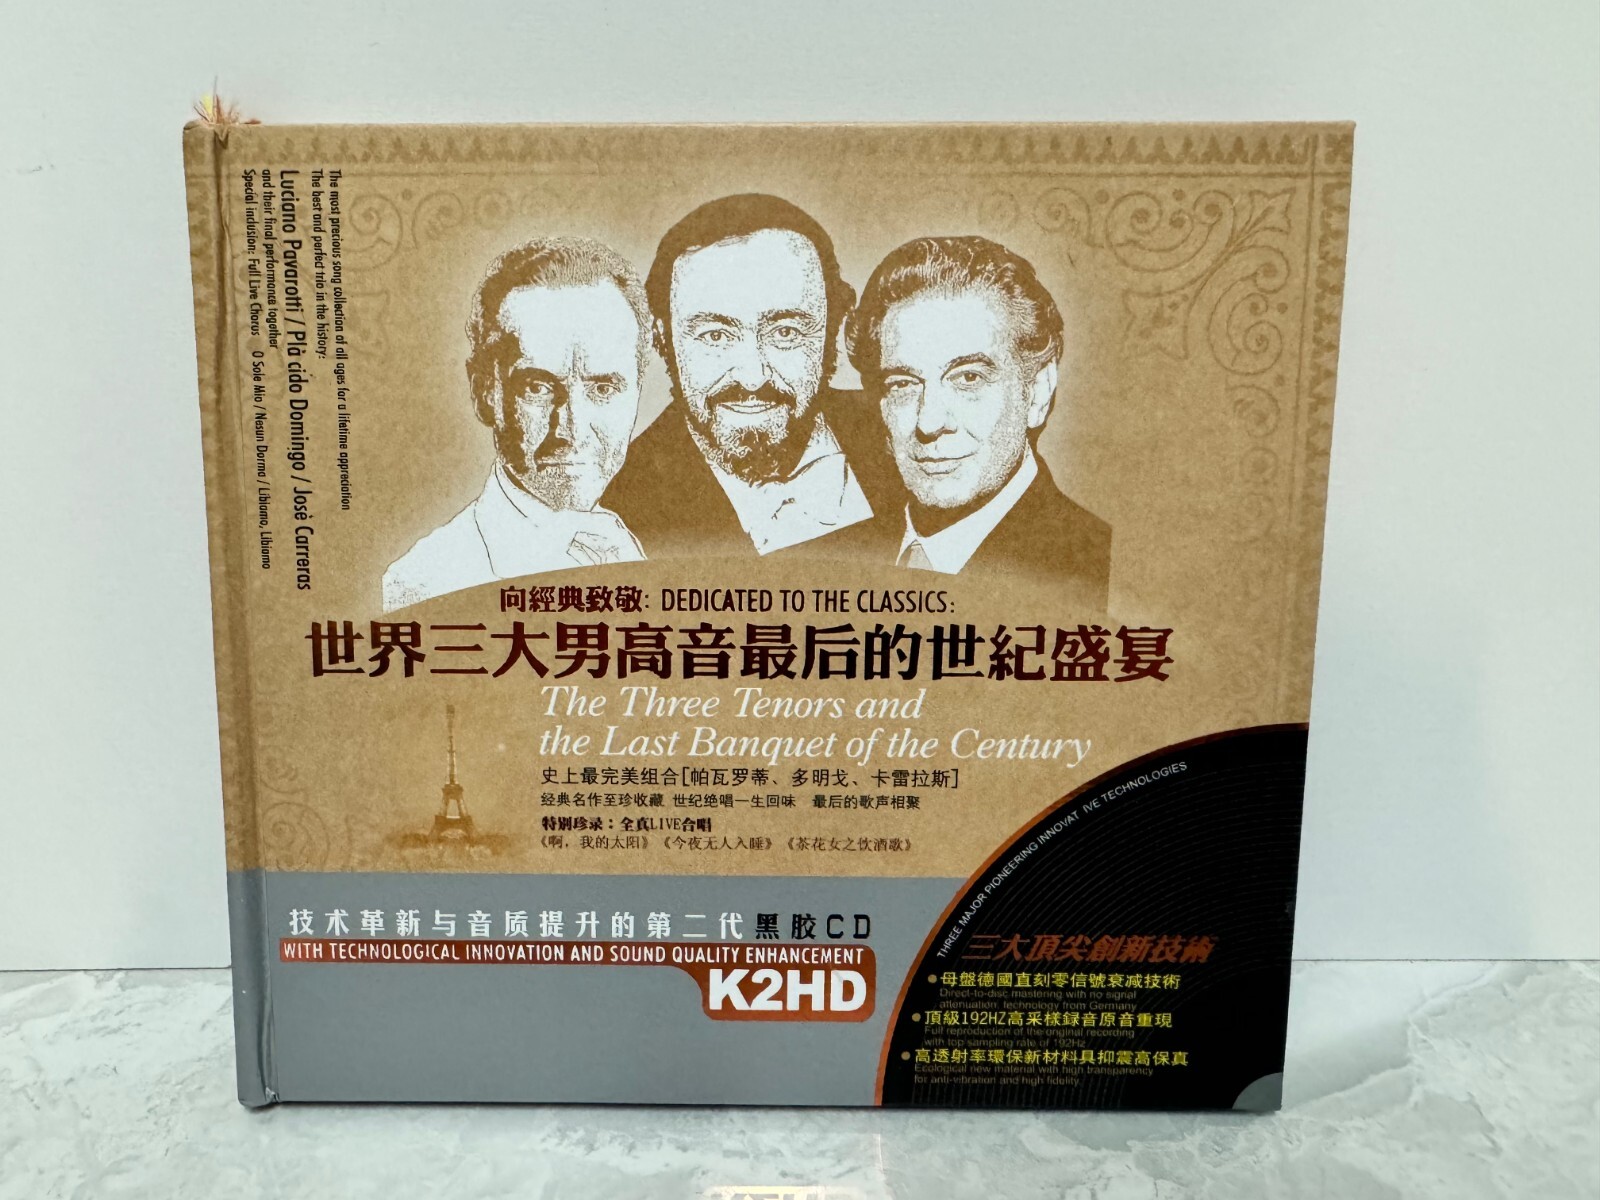 The most precious song collection of all ages for a lifetime appreciation
The best and perfect trio in the history:
Luciano Pavarotti / Plà cido Domingo / Josè Carreras
and their final performance together
Special inclusion: Full Live Chorus O Sole Mio / Nesun Dorma / Libiamo, Libiamo
向經典致敬: DEDICATED TO THE CLASSICS:
世界三大男高音最后的世紀盛宴
The Three Tenors and
the Last Banquet of the Century
史上最完美组合[帕瓦罗蒂、多明戈、卡雷拉斯]
经典名作至珍收藏 世纪绝唱一生回味 最后的歌声相聚
特别珍录：全真LIVE合唱
《啊，我的太阳》《今夜无人入睡》《茶花女之饮酒歌》
技术革新与音质提升的第二代黑胶CD
WITH TECHNOLOGICAL INNOVATION AND SOUND QUALITY ENHANCEMENT
K2HD
THREE MAJOR PIONEERING INNOVAT IVE TECHNOLOGIES
三大頂尖創新技術
●母盤德國直刻零信號衰减技術
Direct-to-disc mastering with no signal
attenuation, technology from Germany
●頂級192HZ高采樣録音原音重現
Full reproduction of the original recording
with top sampling rate of 192Hz
●高透射率環保新材料具抑震高保真
Ecological new material with high transparency
for anti-vibration and high fidelity